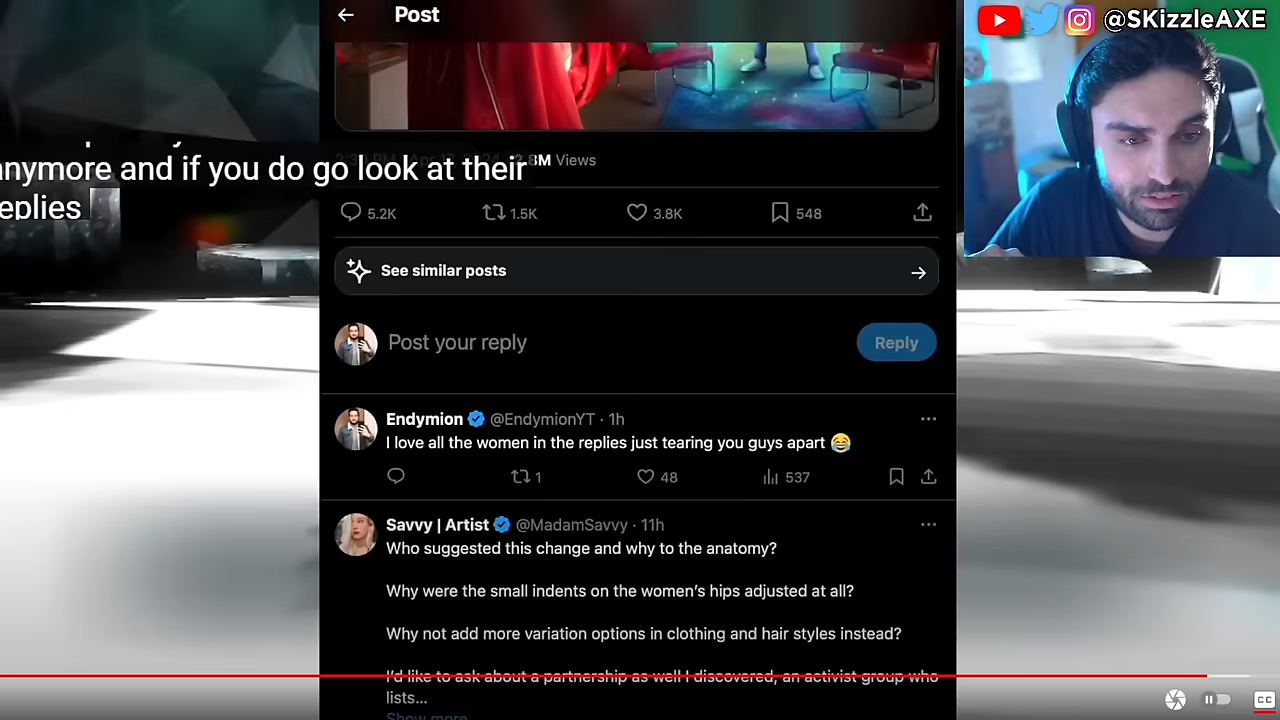 Post
@SKizzleAXE
anymore and if you do go look at their
replies
Views
5.2K
1.5K
3.8K
548
See similar posts
Post your reply
Reply
Endymion @EndymionYT · 1h
I love all the women in the replies just tearing you guys apart 😂
1
48
537
Savvy | Artist @MadamSavvy · 11h
Who suggested this change and why to the anatomy?
Why were the small indents on the women's hips adjusted at all?
Why not add more variation options in clothing and hair styles instead?
I'd like to ask about a partnership as well I discovered, an activist group who
lists...
Show more
CC